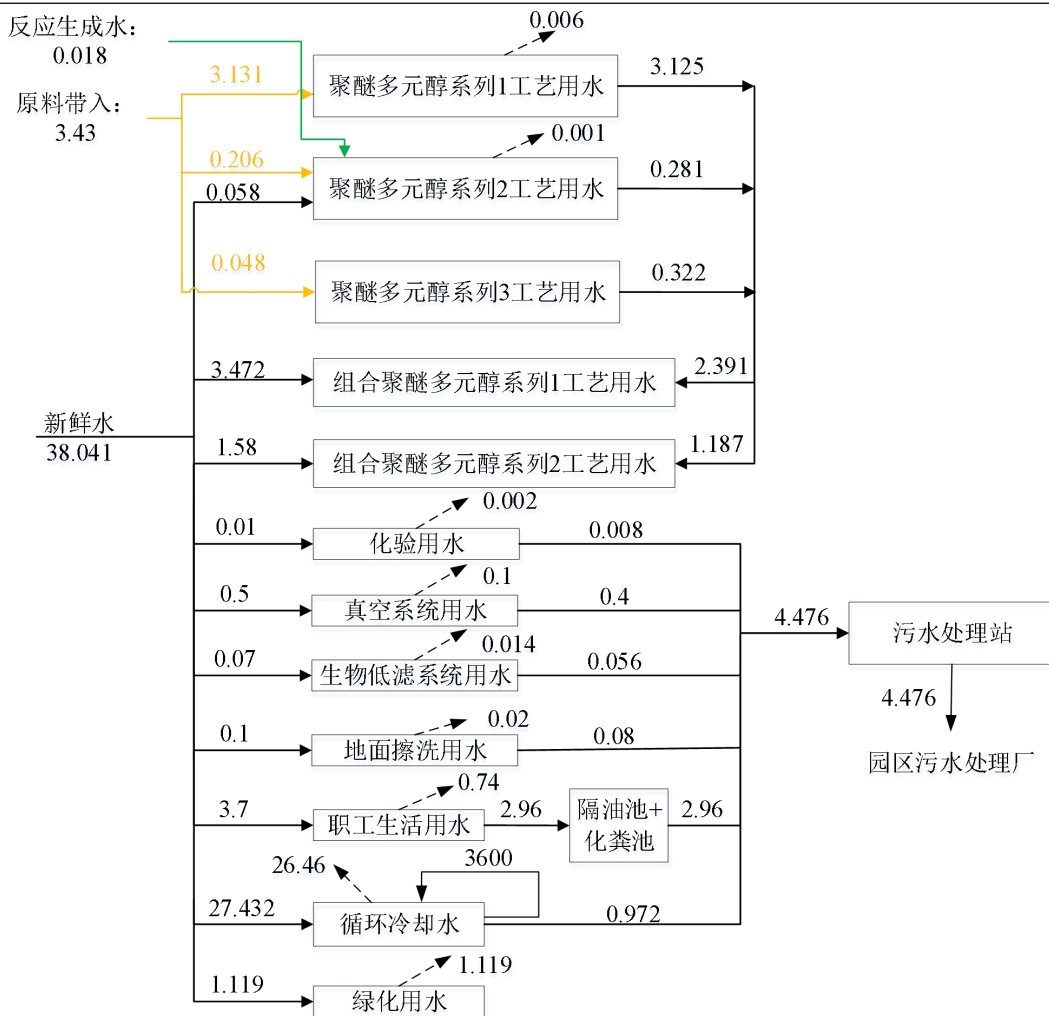 反应生成水：
0.018
0.006
3.131
聚醚多元醇系列1工艺用水
3.125
原料带入：
3.43
0.001
0.206
聚醚多元醇系列2工艺用水
0.281
0.058
0.048
聚醚多元醇系列3工艺用水
0.322
3.472
组合聚醚多元醇系列1工艺用水
2.391
新鲜水
38.041
1.58
组合聚醚多元醇系列2工艺用水
1.187
0.002
0.01
化验用水
0.008
0.1
0.5
真空系统用水
0.4
4.476
污水处理站
0.014
0.07
生物低滤系统用水
0.056
4.476
0.02
0.1
地面擦洗用水
0.08
园区污水处理厂
0.74
3.7
职工生活用水
2.96
隔油池+
化粪池
2.96
26.46
3600
27.432
循环冷却水
0.972
1.119
1.119
绿化用水